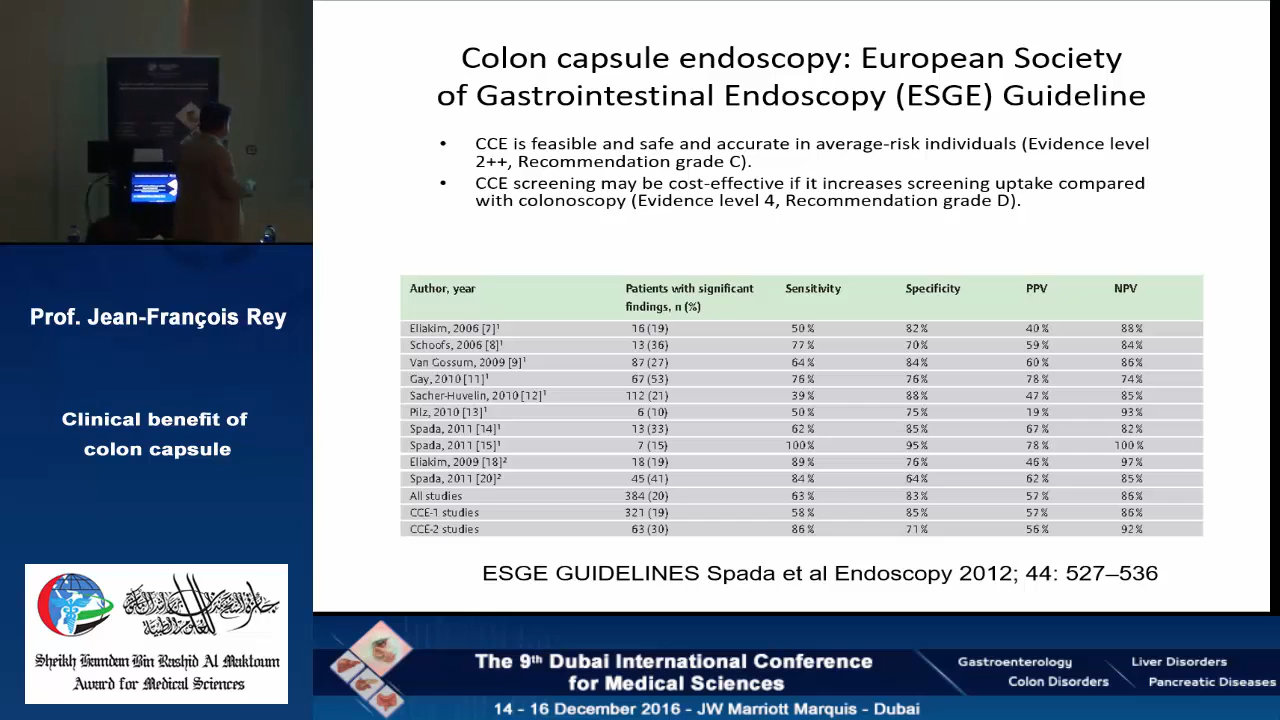 Colon capsule endoscopy: European Society
of Gastrointestinal Endoscopy (ESGE) Guideline
• CCE is feasible and safe and accurate in average-risk individuals (Evidence level
2++, Recommendation grade C).
• CCE screening may be cost-effective if it increases screening uptake compared
with colonoscopy (Evidence level 4, Recommendation grade D).
Author, year Patients with significant findings, n (%) Sensitivity Specificity PPV NPV
Eliakim, 2006 [7]¹ 16 (19) 50% 82% 40% 88%
Schoofs, 2006 [8]¹ 13 (36) 77% 70% 59% 84%
Van Gossum, 2009 [9]¹ 87 (27) 64% 84% 60% 86%
Gay, 2010 [11]¹ 67 (53) 76% 76% 78% 74%
Sacher-Huvelin, 2010 [12]¹ 112 (21) 39% 88% 47% 85%
Pilz, 2010 [13]¹ 6 (10) 50% 75% 19% 93%
Spada, 2011 [14]¹ 13 (33) 62% 85% 67% 82%
Spada, 2011 [15]¹ 7 (15) 100% 95% 78% 100%
Eliakim, 2009 [18]² 18 (19) 89% 76% 46% 97%
Spada, 2011 [20]² 45 (41) 84% 64% 62% 85%
All studies 384 (20) 63% 83% 57% 86%
CCE-1 studies 321 (19) 58% 85% 57% 86%
CCE-2 studies 63 (30) 86% 71% 56% 92%
ESGE GUIDELINES Spada et al Endoscopy 2012; 44: 527–536
Prof. Jean-François Rey
Clinical benefit of
colon capsule
Sheikh Hamdan Bin Rashid Al Maktoum
Award for Medical Sciences
The 9th Dubai International Conference
for Medical Sciences
14 - 16 December 2016 - JW Marriott Marquis - Dubai
Gastroenterology
Liver Disorders
Colon Disorders
Pancreatic Diseases